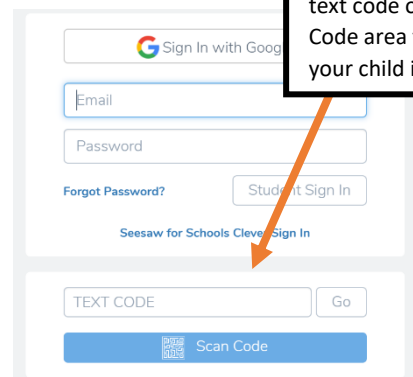 text code
Code area
your child
Sign In with Goog
Email
Password
Forgot Password?
Student Sign In
Seesaw for Schools Clever Sign In
TEXT CODE
Go
Scan Code